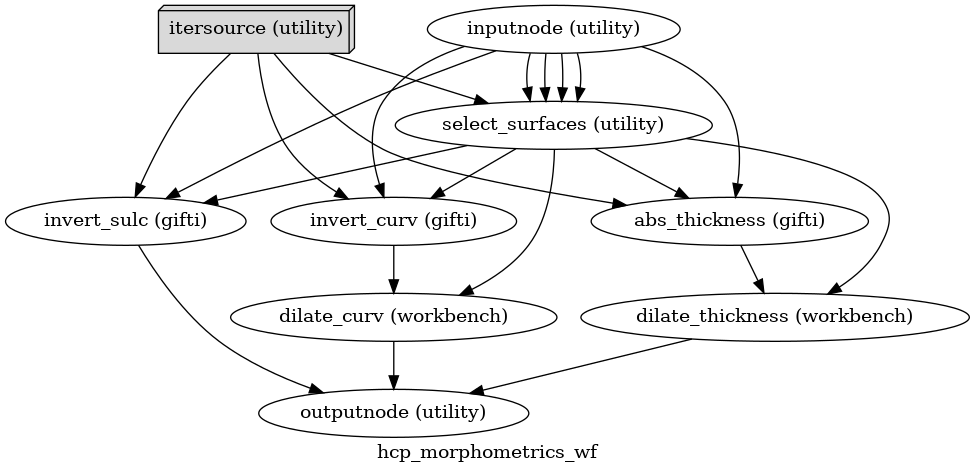 itersource (utility)
inputnode (utility)
select_surfaces (utility)
invert_sulc (gifti)
invert_curv (gifti)
abs_thickness (gifti)
dilate_curv (workbench)
dilate_thickness (workbench)
outputnode (utility)
hcp_morphometrics_wf